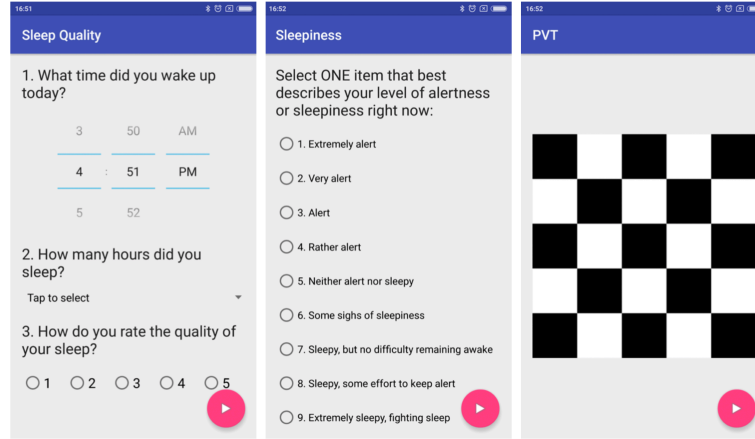 16:51
Sleep Quality
1. What time did you wake up
today?
3 50 AM
4 : 51 PM
5 52
2. How many hours did you
sleep?
Tap to select
3. How do you rate the quality of
your sleep?
1 2 3 4 5
16:52
Sleepiness
Select ONE item that best
describes your level of alertness
or sleepiness right now:
1. Extremely alert
2. Very alert
3. Alert
4. Rather alert
5. Neither alert nor sleepy
6. Some sighs of sleepiness
7. Sleepy, but no difficulty remaining awake
8. Sleepy, some effort to keep alert
9. Extremely sleepy, fighting sleep
16:52
PVT